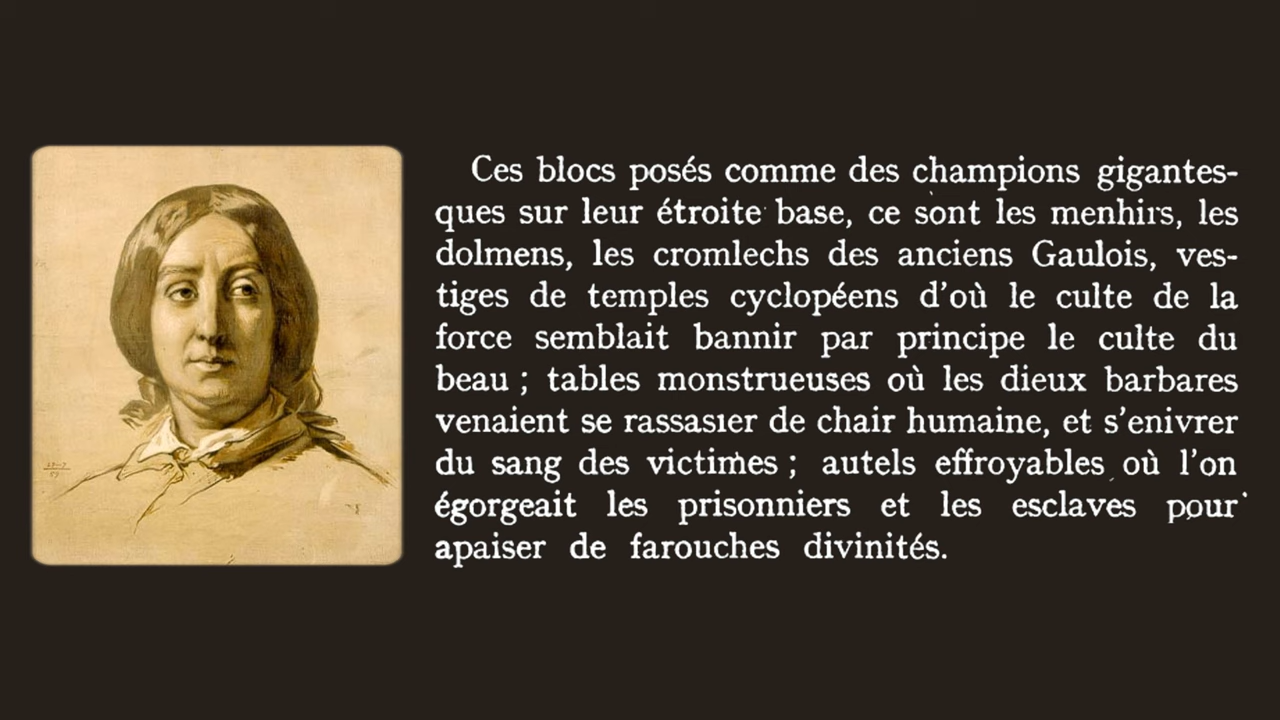 Ces blocs posés comme des champions gigantes-
ques sur leur étroite base, ce sont les menhirs, les
dolmens, les cromlechs des anciens Gaulois, ves-
tiges de temples cyclopéens d'où le culte de la
force semblait bannir par principe le culte du
beau ; tables monstrueuses où les dieux barbares
venaient se rassasier de chair humaine, et s'enivrer
du sang des victimes ; autels effroyables où l'on
égorgeait les prisonniers et les esclaves pour
apaiser de farouches divinités.